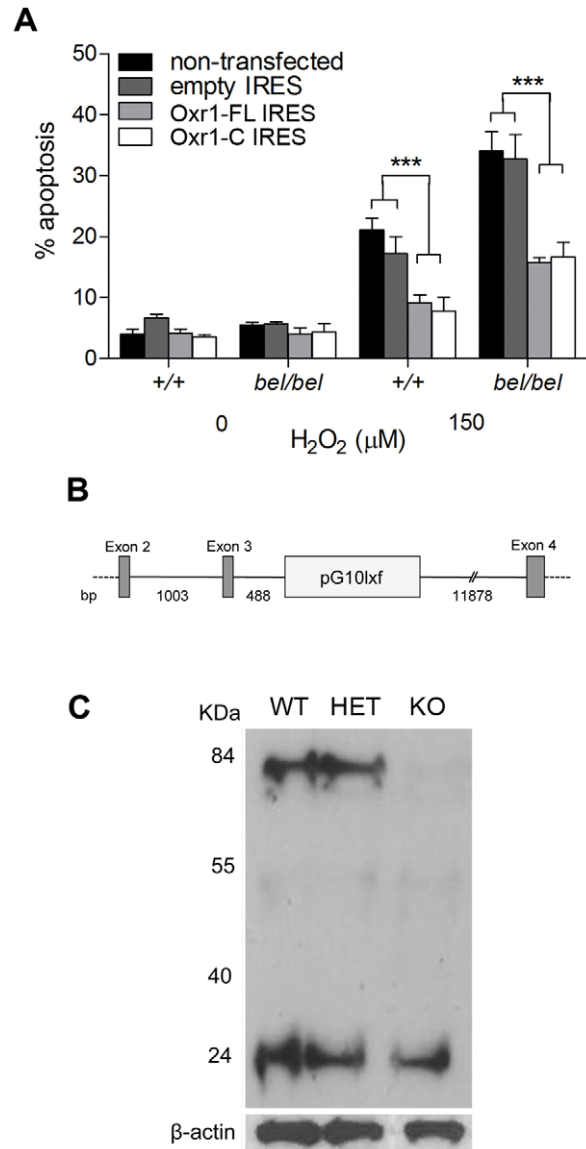 A
non-transfected
empty IRES
Oxr1-FL IRES
Oxr1-C IRES
***
***
% apoptosis
50
40
30
20
10
0
+/+
bel/bel
+/+
bel/bel
0
150
H₂O₂ (µM)
B
Exon 2
Exon 3
Exon 4
pG10lxf
bp
1003
488
11878
C
KDa
WT
HET
KO
84
55
40
24
β-actin